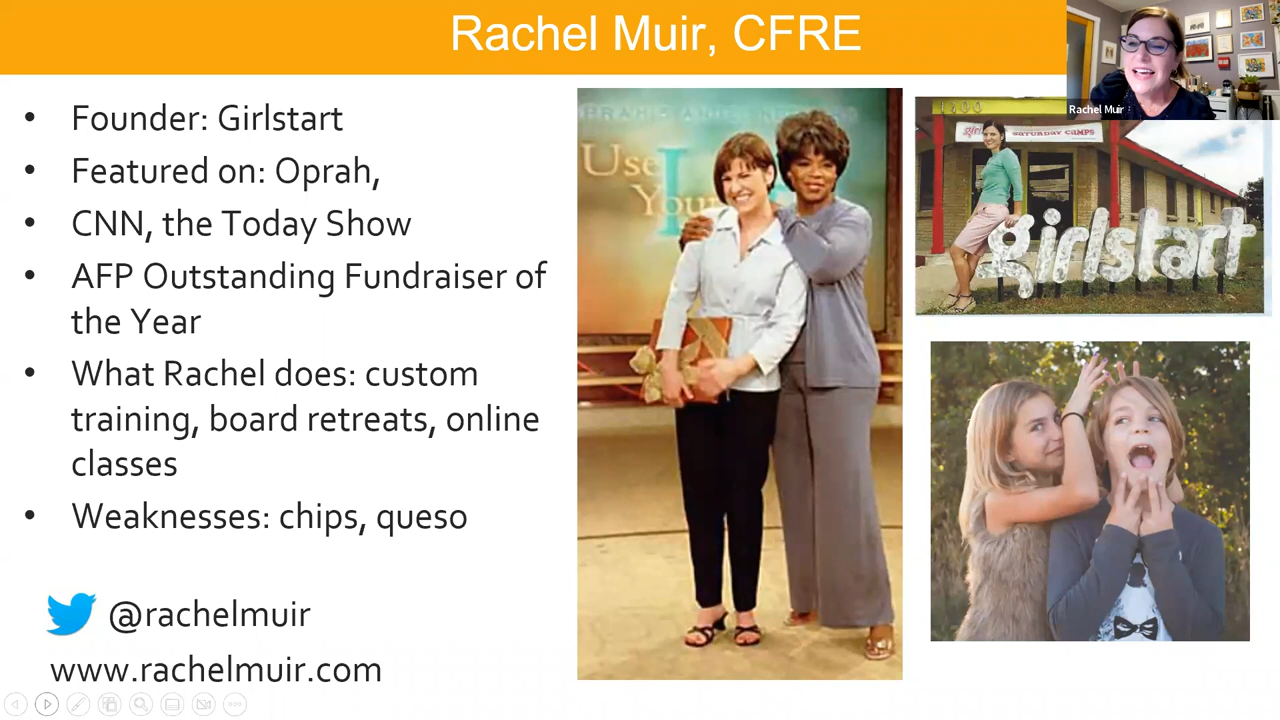 Rachel Muir, CFRE
Rachel Muir
• Founder: Girlstart
• Featured on: Oprah,
• CNN, the Today Show
• AFP Outstanding Fundraiser of
the Year
• What Rachel does: custom
training, board retreats, online
classes
• Weaknesses: chips, queso
@rachelmuir
www.rachelmuir.com
Use
Your
SATURDAY CAMPS
girlstart